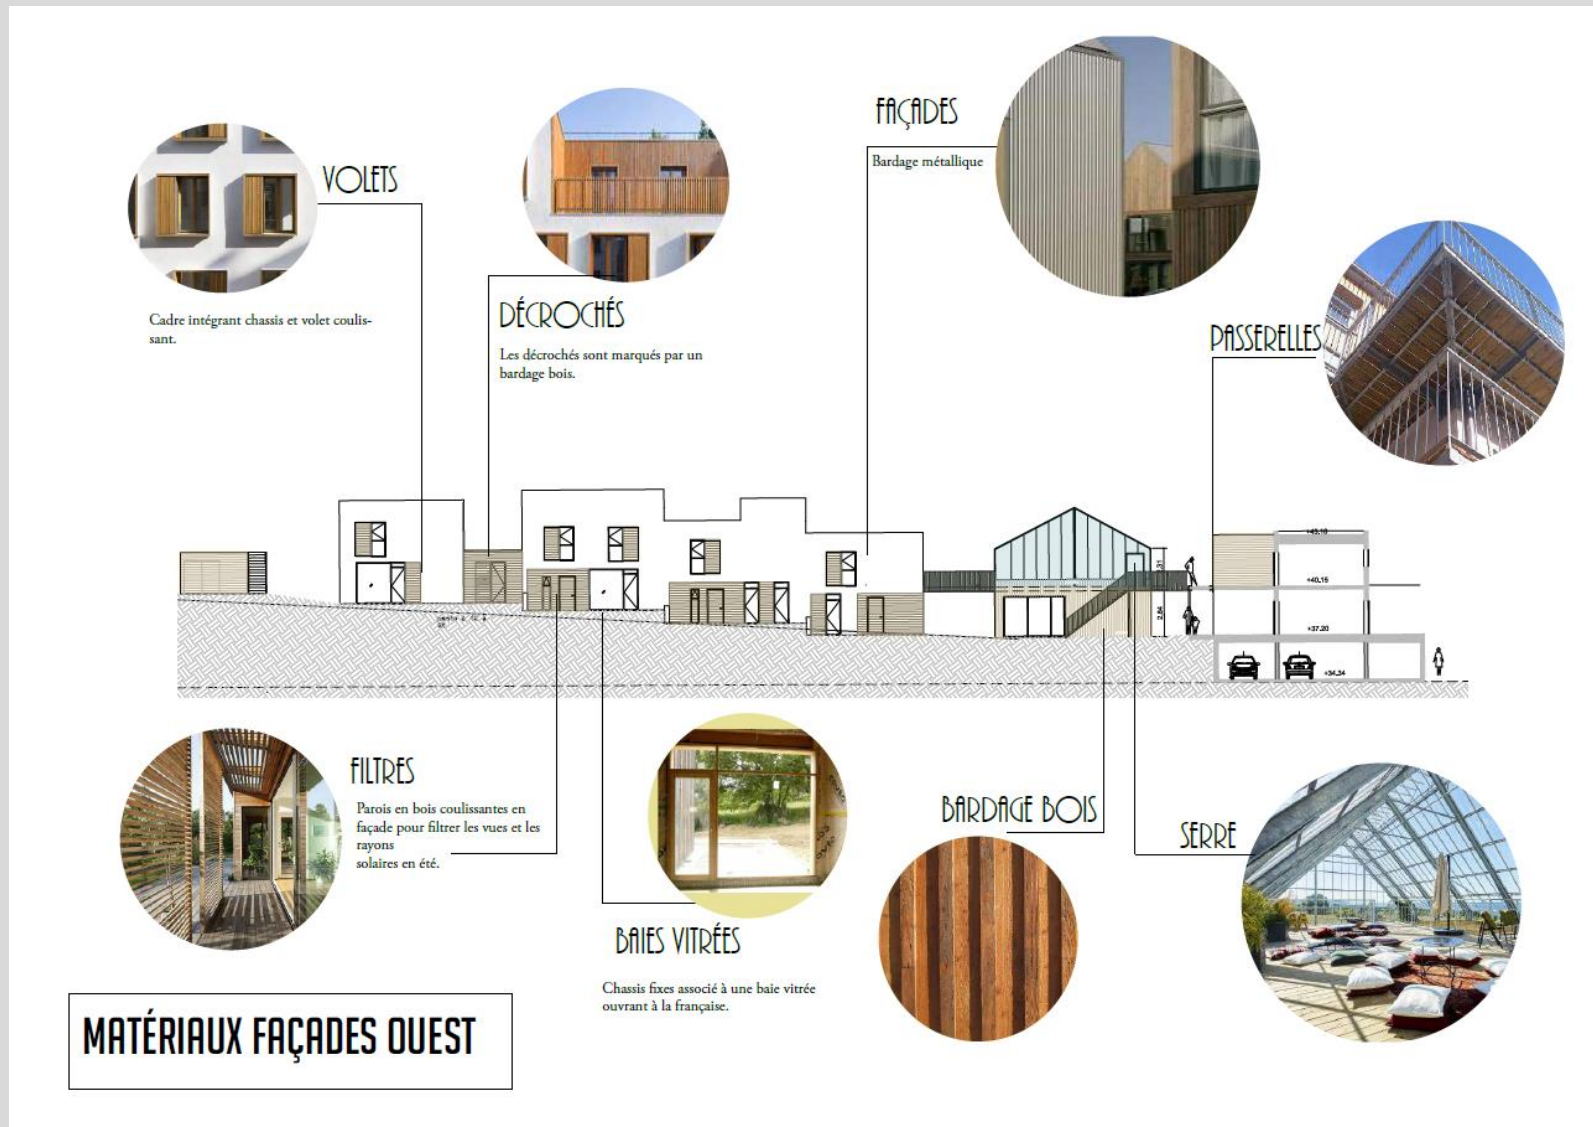 FAÇADES
Bardage métallique
VOLETS
Cadre intégrant chassis et volet coulis-
sant.
DÉCROCHÉS
Les décrochés sont marqués par un
bardage bois.
PASSERELLES
+43.18
+40.15
+37.20
+34.34
2.84
FILTRES
Parois en bois coulissantes en
façade pour filtrer les vues et les
rayons
solaires en été.
BAIES VITRÉES
Chassis fixes associé à une baie vitrée
ouvrant à la française.
BARDAGE BOIS
SERRE
MATÉRIAUX FAÇADES OUEST